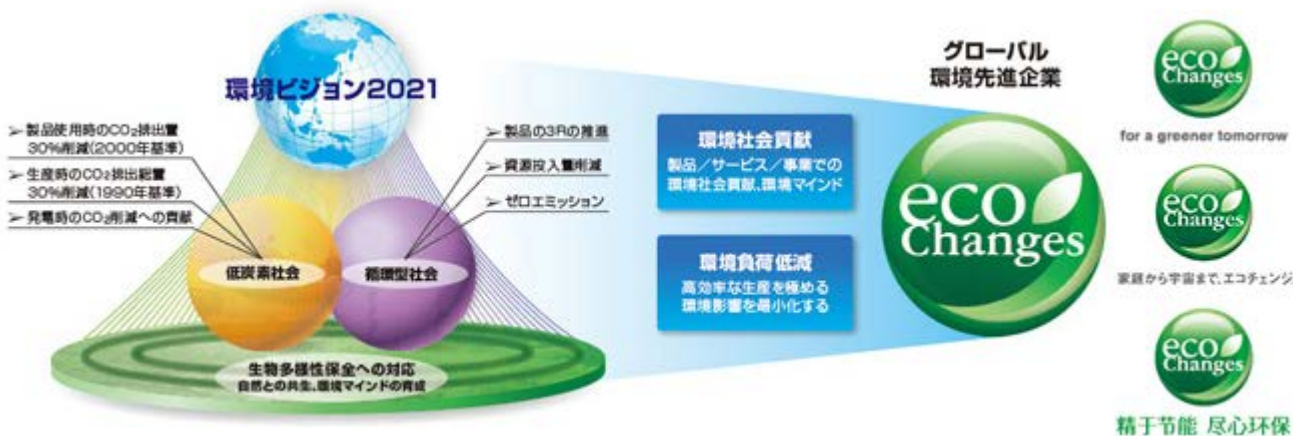 環境ビジョン2021
➢ 製品使用時のCO₂排出量
30%削減(2000年基準)
➢ 生産時のCO₂排出総量
30%削減(1990年基準)
➢ 発電時のCO₂削減への貢献
➢ 製品の3Rの推進
➢ 資源投入量削減
➢ ゼロエミッション
低炭素社会
循環型社会
生物多様性保全への対応
自然との共生、環境マインドの育成
環境社会貢献
製品/サービス/事業での
環境社会貢献、環境マインド
環境負荷低減
高効率な生産を極める
環境影響を最小化する
グローバル
環境先進企業
eco
Changes
eco
Changes
for a greener tomorrow
eco
Changes
家庭から宇宙まで、エコチェンジ
eco
Changes
精于节能 尽心环保